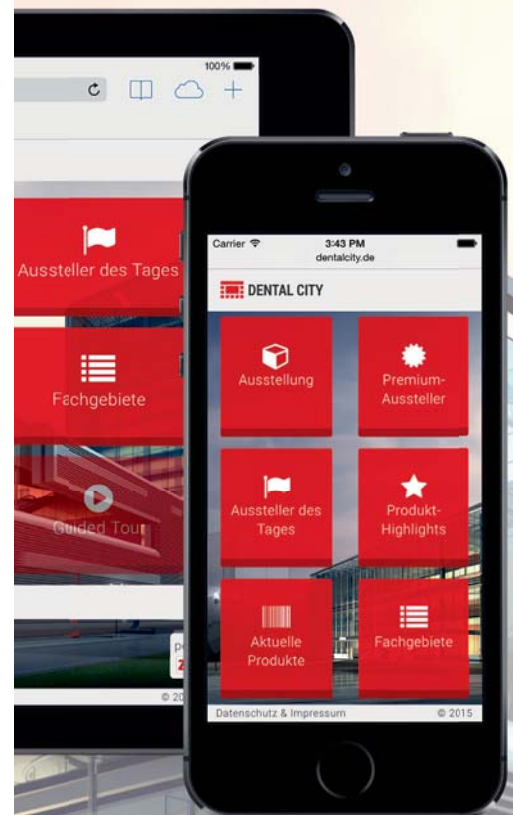 100%
Aussteller des Tages
Fachgebiete
Guided Tour
© 20
Carrier
3:43 PM
dentalcity.de
DENTAL CITY
Ausstellung
Premium-
Aussteller
Aussteller des
Tages
Produkt-
Highlights
Aktuelle
Produkte
Fachgebiete
Datenschutz & Impressum
© 2015